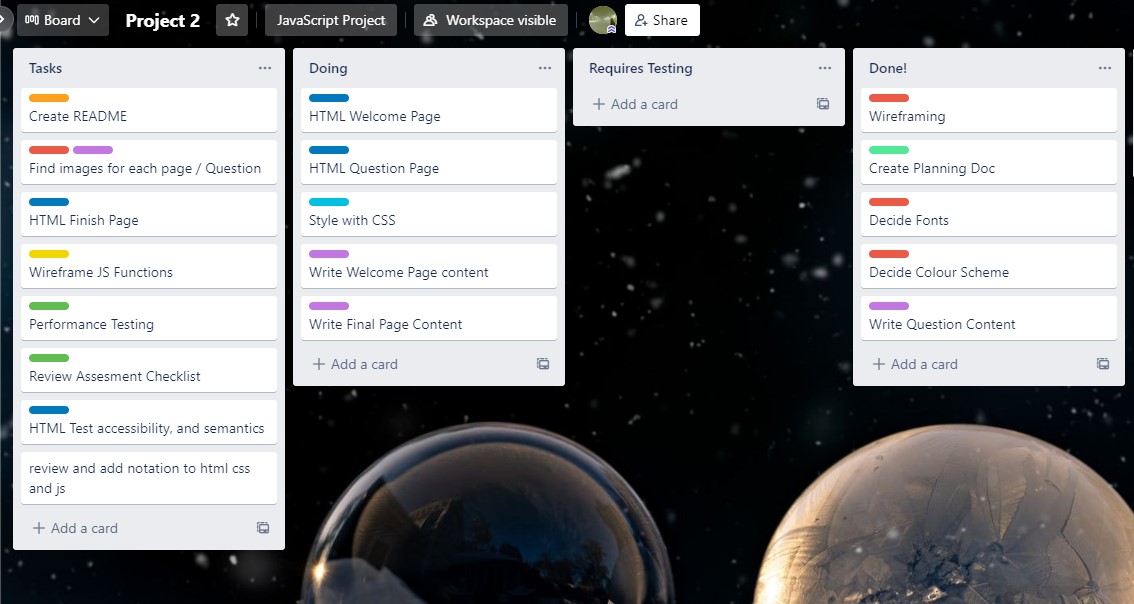 Board
Project 2
JavaScript Project
Workspace visible
Share
Tasks
Create README
Find images for each page / Question
HTML Finish Page
Wireframe JS Functions
Performance Testing
Review Assesment Checklist
HTML Test accessibility, and semantics
review and add notation to html css
and js
+ Add a card
Doing
HTML Welcome Page
HTML Question Page
Style with CSS
Write Welcome Page content
Write Final Page Content
+ Add a card
Requires Testing
+ Add a card
Done!
Wireframing
Create Planning Doc
Decide Fonts
Decide Colour Scheme
Write Question Content
+ Add a card